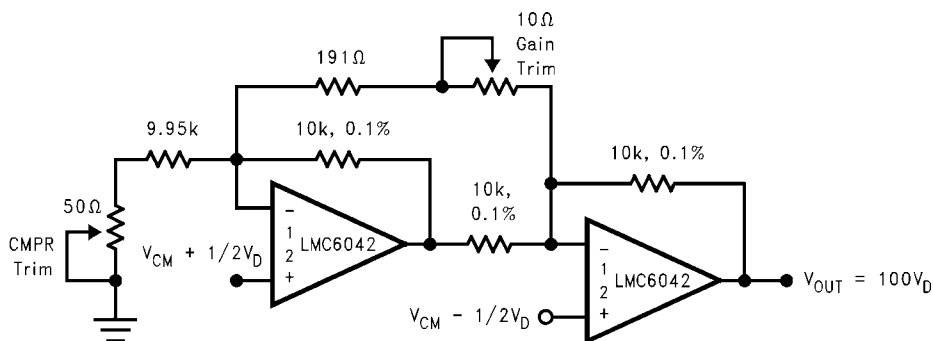 10Ω
Gain
Trim
191Ω
9.95k
10k, 0.1%
10k, 0.1%
10k,
0.1%
50Ω
CMPR
Trim
V_CM + 1/2V_D
−
1
2
+
LMC6042
−
1
2
+
LMC6042
V_OUT = 100V_D
V_CM − 1/2V_D